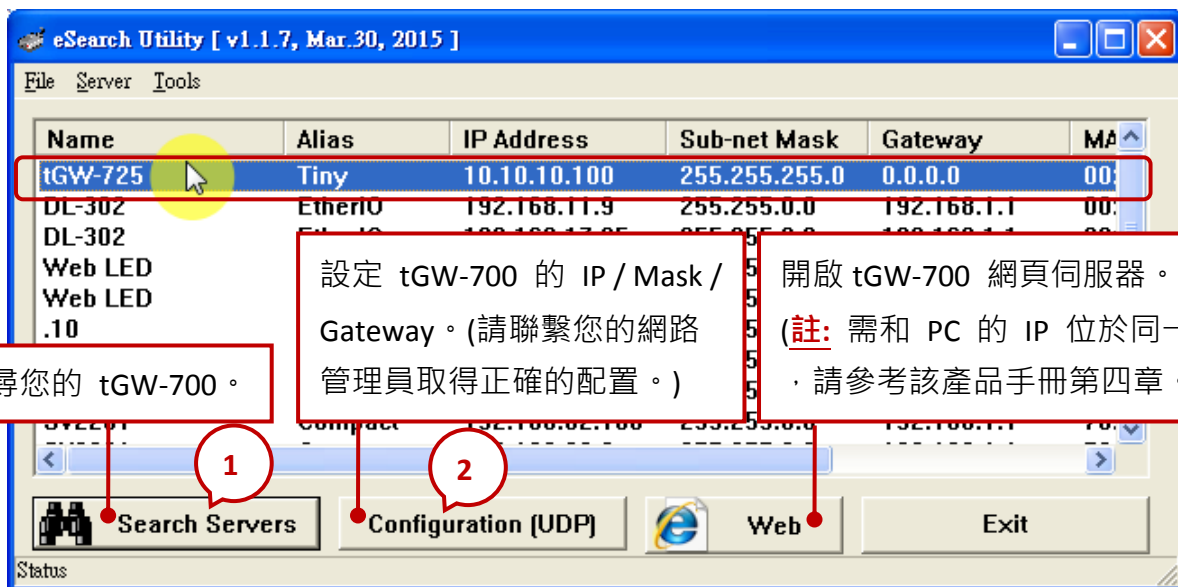 eSearch Utility [ v1.1.7, Mar.30, 2015 ]
File Server Tools
Name Alias IP Address Sub-net Mask Gateway
tGW-725 Tiny 10.10.10.100 255.255.255.0 0.0.0.0 00:
DL-302 EtherIO 192.168.11.9 255.255.0.0 192.168.1.1 00:
DL-302
Web LED
Web LED
.10
設定 tGW-700 的 IP / Mask /
Gateway。(請聯繫您的網路
管理員取得正確的配置。)
開啟 tGW-700 網頁伺服器。
(註: 需和 PC 的 IP 位於同一
，請參考該產品手冊第四章。
尋您的 tGW-700。
1
2
Search Servers Configuration (UDP) Web Exit
Status